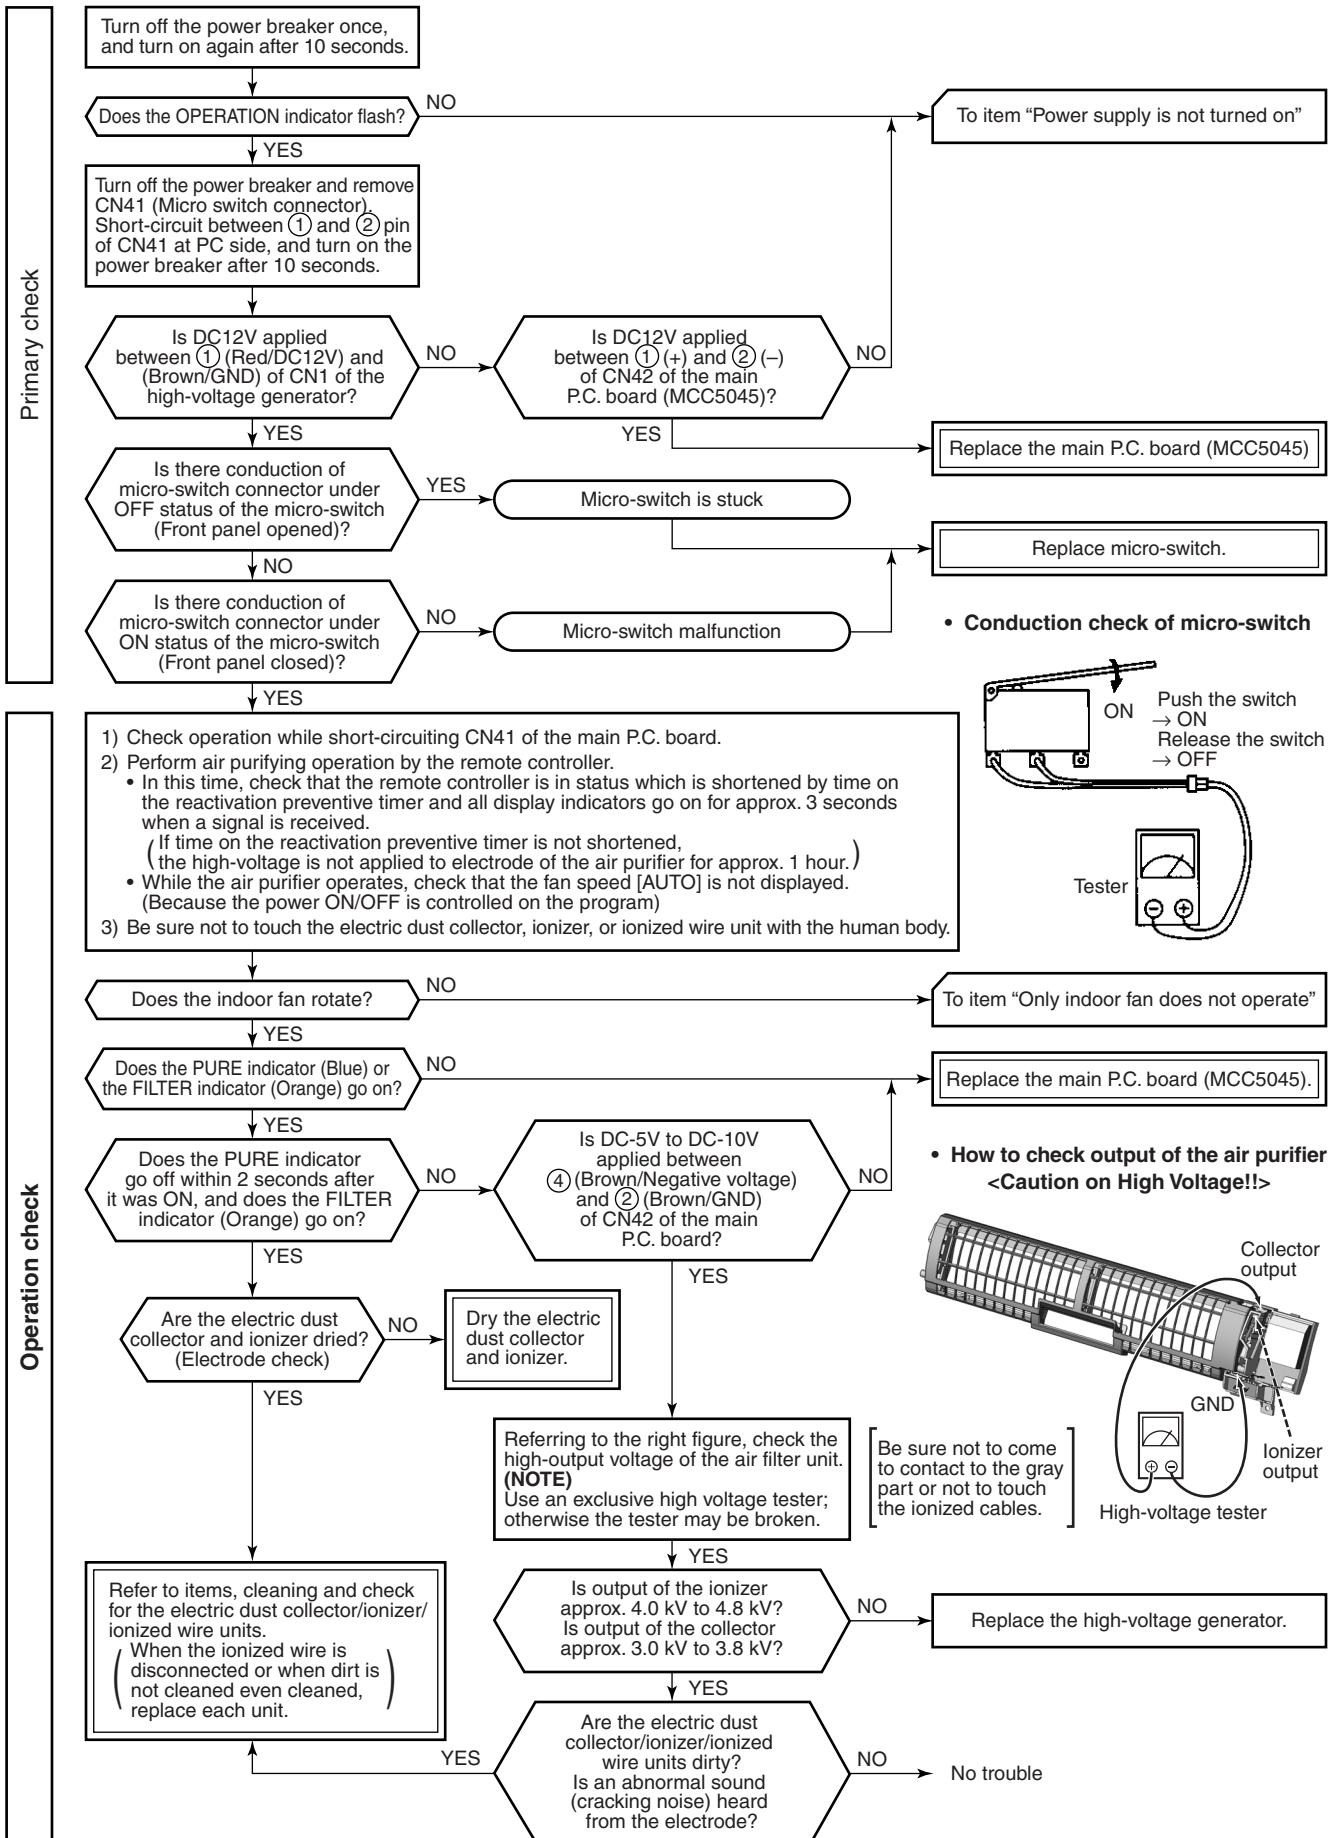 Primary check
Turn off the power breaker once,
and turn on again after 10 seconds.
Does the OPERATION indicator flash?
NO
To item “Power supply is not turned on”
YES
Turn off the power breaker and remove
CN41 (Micro switch connector).
Short-circuit between ① and ② pin
of CN41 at PC side, and turn on the
power breaker after 10 seconds.
Is DC12V applied
between ① (Red/DC12V) and
(Brown/GND) of CN1 of the
high-voltage generator?
NO
Is DC12V applied
between ① (+) and ② (–)
of CN42 of the main
P.C. board (MCC5045)?
NO
YES
YES
Replace the main P.C. board (MCC5045)
Is there conduction of
micro-switch connector under
OFF status of the micro-switch
(Front panel opened)?
YES
Micro-switch is stuck
Replace micro-switch.
NO
Is there conduction of
micro-switch connector under
ON status of the micro-switch
(Front panel closed)?
NO
Micro-switch malfunction
YES
• Conduction check of micro-switch
ON
Push the switch
→ ON
Release the switch
→ OFF
Tester
Operation check
1) Check operation while short-circuiting CN41 of the main P.C. board.
2) Perform air purifying operation by the remote controller.
• In this time, check that the remote controller is in status which is shortened by time on
the reactivation preventive timer and all display indicators go on for approx. 3 seconds
when a signal is received.
(If time on the reactivation preventive timer is not shortened,
the high-voltage is not applied to electrode of the air purifier for approx. 1 hour.)
• While the air purifier operates, check that the fan speed [AUTO] is not displayed.
(Because the power ON/OFF is controlled on the program)
3) Be sure not to touch the electric dust collector, ionizer, or ionized wire unit with the human body.
Does the indoor fan rotate?
NO
To item “Only indoor fan does not operate”
YES
Does the PURE indicator (Blue) or
the FILTER indicator (Orange) go on?
NO
Replace the main P.C. board (MCC5045).
YES
Does the PURE indicator
go off within 2 seconds after
it was ON, and does the FILTER
indicator (Orange) go on?
NO
Is DC-5V to DC-10V
applied between
④ (Brown/Negative voltage)
and ② (Brown/GND)
of CN42 of the main
P.C. board?
NO
YES
YES
• How to check output of the air purifier
<Caution on High Voltage!!>
Collector
output
GND
Ionizer
output
High-voltage tester
Are the electric dust
collector and ionizer dried?
(Electrode check)
NO
Dry the electric
dust collector
and ionizer.
YES
Referring to the right figure, check the
high-output voltage of the air filter unit.
(NOTE)
Use an exclusive high voltage tester;
otherwise the tester may be broken.
[Be sure not to come
to contact to the gray
part or not to touch
the ionized cables.]
YES
Is output of the ionizer
approx. 4.0 kV to 4.8 kV?
Is output of the collector
approx. 3.0 kV to 3.8 kV?
NO
Replace the high-voltage generator.
YES
Refer to items, cleaning and check
for the electric dust collector/ionizer/
ionized wire units.
(When the ionized wire is
disconnected or when dirt is
not cleaned even cleaned,
replace each unit.)
Are the electric dust
collector/ionizer/ionized
wire units dirty?
Is an abnormal sound
(cracking noise) heard
from the electrode?
YES
NO
No trouble